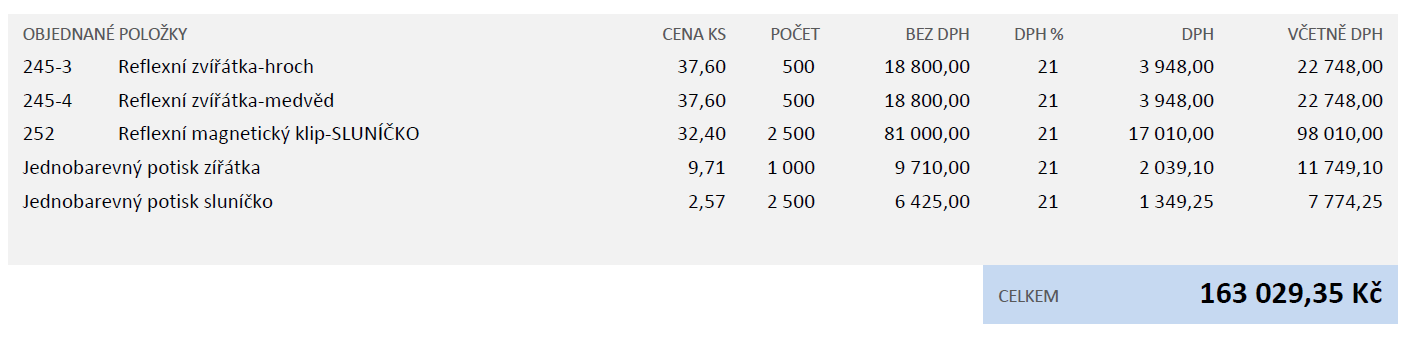 OBJEDNANÉ POLOŽKY CENA KS POČET BEZ DPH DPH % DPH VČETNĚ DPH
245-3 Reflexní zvířátka-hroch 37,60 500 18 800,00 21 3 948,00 22 748,00
245-4 Reflexní zvířátka-medvěd 37,60 500 18 800,00 21 3 948,00 22 748,00
252 Reflexní magnetický klip-SLUNÍČKO 32,40 2 500 81 000,00 21 17 010,00 98 010,00
Jednobarevný potisk zířátka 9,71 1 000 9 710,00 21 2 039,10 11 749,10
Jednobarevný potisk sluníčko 2,57 2 500 6 425,00 21 1 349,25 7 774,25
CELKEM 163 029,35 Kč